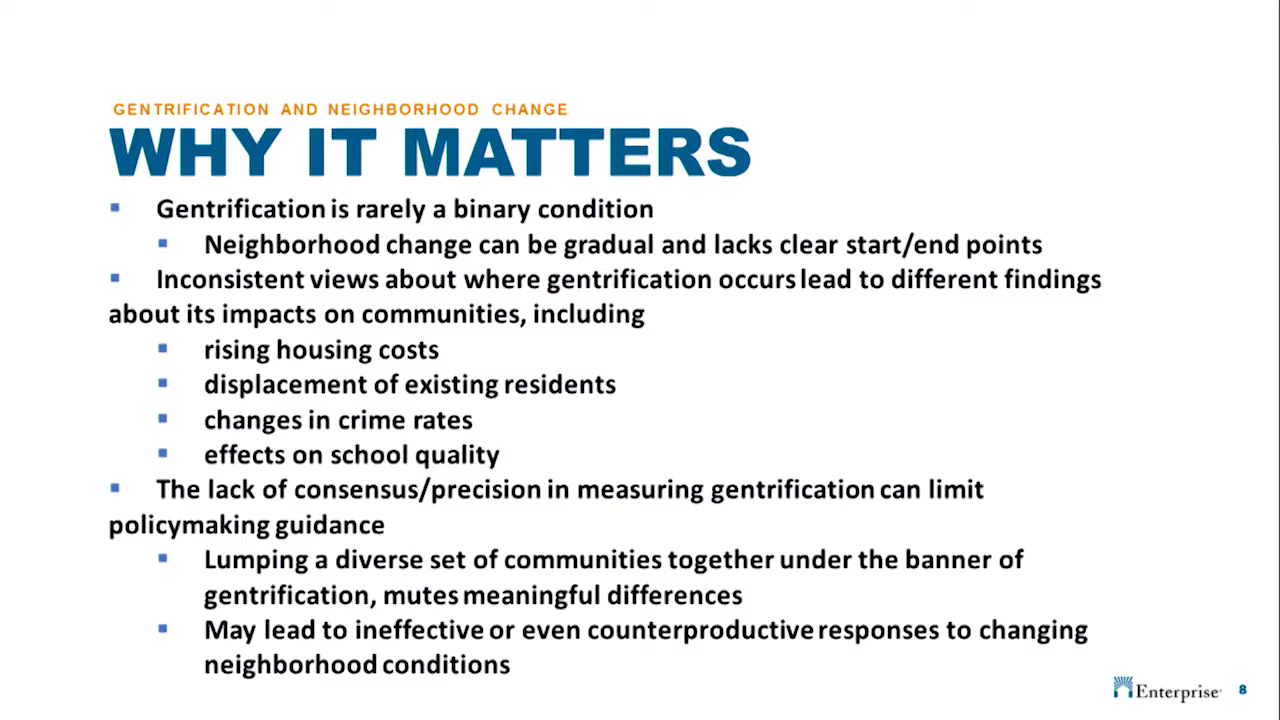 GENTRIFICATION AND NEIGHBORHOOD CHANGE
WHY IT MATTERS
▪ Gentrification is rarely a binary condition
▪ Neighborhood change can be gradual and lacks clear start/end points
▪ Inconsistent views about where gentrification occurs lead to different findings
about its impacts on communities, including
▪ rising housing costs
▪ displacement of existing residents
▪ changes in crime rates
▪ effects on school quality
▪ The lack of consensus/precision in measuring gentrification can limit
policymaking guidance
▪ Lumping a diverse set of communities together under the banner of
gentrification, mutes meaningful differences
▪ May lead to ineffective or even counterproductive responses to changing
neighborhood conditions
Enterprise 8